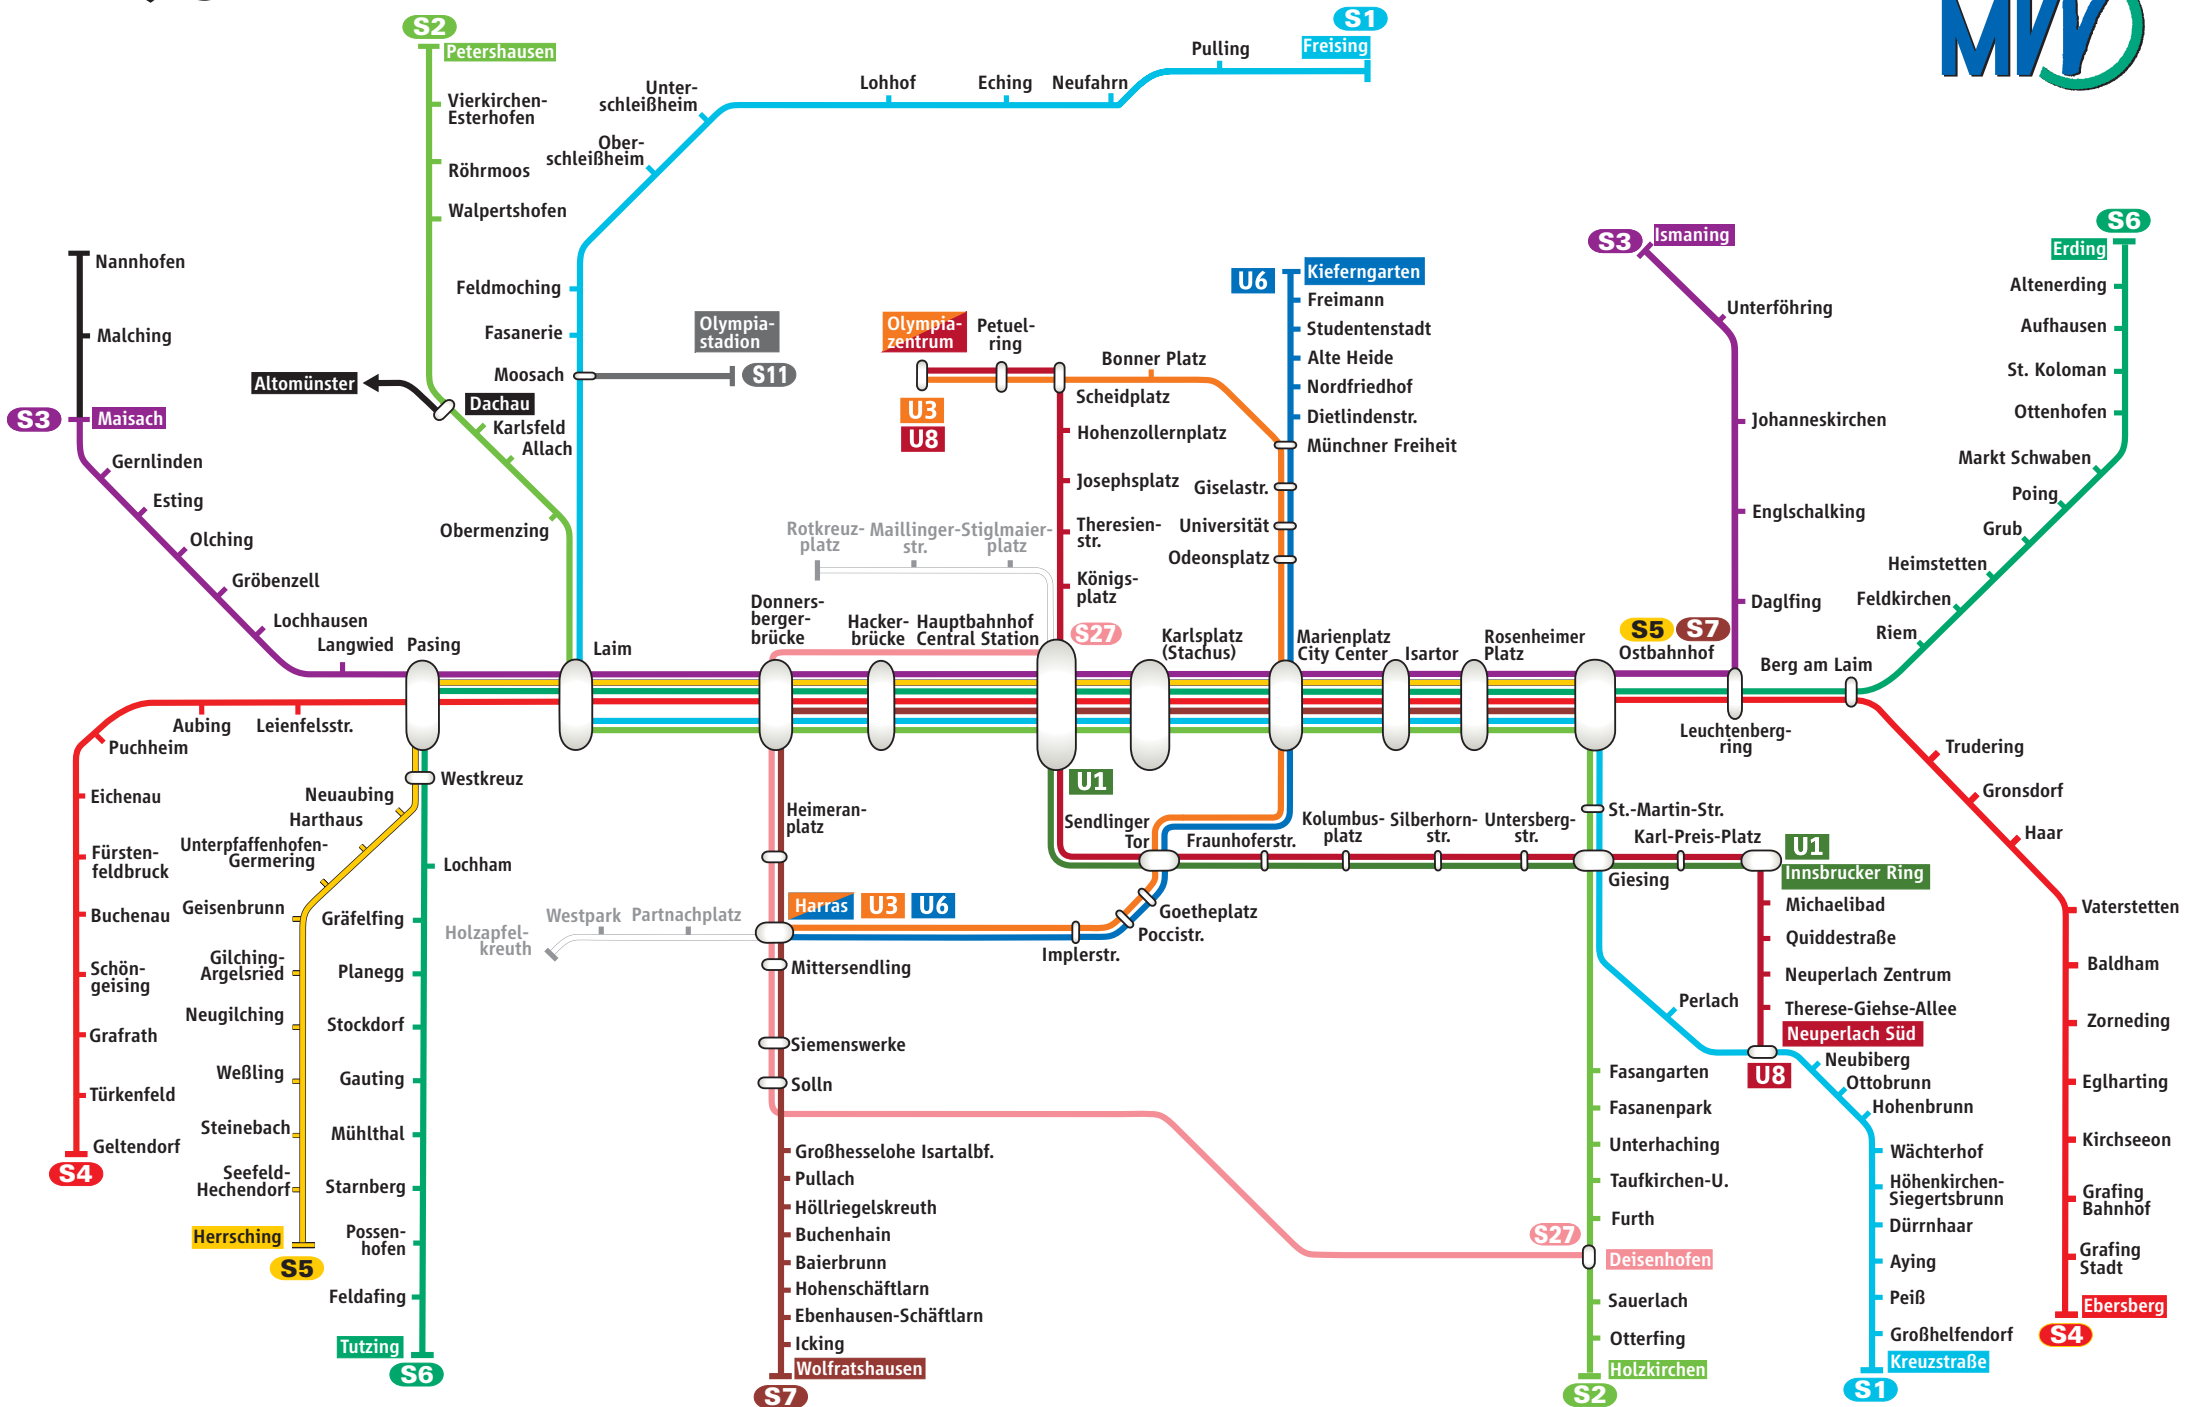 S2
Petershausen
Vierkirchen-
Esterhofen
Röhrmoos
Walpertshofen
S1
Freising
Pulling
Neufahrn
Eching
Lohhof
Unter-
schleißheim
Ober-
schleißheim
Feldmoching
Fasanerie
Moosach
Olympia-
stadion
S11
MVV
Nannhofen
Malching
S3
Maisach
Gernlinden
Esting
Olching
Gröbenzell
Lochhausen
Langwied
Pasing
Altomünster
Dachau
Karlsfeld
Allach
Obermenzing
Laim
Olympia-
zentrum
Petuel-
ring
U3
U8
Scheidplatz
Bonner Platz
Hohenzollernplatz
Josephsplatz
Theresien-
str.
Königs-
platz
Rotkreuz-
platz
Maillinger-
str.
Stiglmaier-
platz
U6
Kieferngarten
Freimann
Studentenstadt
Alte Heide
Nordfriedhof
Dietlindenstr.
Münchner Freiheit
Giselastr.
Universität
Odeonsplatz
S3
Ismaning
Unterföhring
Johanneskirchen
Englschalking
Daglfing
S6
Erding
Altenerding
Aufhausen
St. Koloman
Ottenhofen
Markt Schwaben
Poing
Grub
Heimstetten
Feldkirchen
Riem
Berg am Laim
Donners-
berger-
brücke
Hacker-
brücke
Hauptbahnhof
Central Station
S27
Karlsplatz
(Stachus)
Marienplatz
City Center
Isartor
Rosenheimer
Platz
S5 S7
Ostbahnhof
Leuchtenberg-
ring
Aubing
Leienfelsstr.
Puchheim
Eichenau
Fürsten-
feldbruck
Buchenau
Schön-
geising
Grafrath
Türkenfeld
Geltendorf
S4
Westkreuz
Neuaubing
Harthaus
Unterpfaffenhofen-
Germering
Geisenbrunn
Gilching-
Argelsried
Neugilching
Weßling
Steinebach
Seefeld-
Hechendorf
Herrsching
S5
Lochham
Gräfelfing
Planegg
Stockdorf
Gauting
Mühlthal
Starnberg
Possen-
hofen
Feldafing
Tutzing
S6
Heimeran-
platz
Harras
U3 U6
Westpark
Partnachplatz
Holzapfel-
kreuth
Mittersendling
Siemenswerke
Solln
Großhesselohe Isartalbf.
Pullach
Höllriegelskreuth
Buchenhain
Baierbrunn
Hohenschäftlarn
Ebenhausen-Schäftlarn
Icking
Wolfratshausen
S7
U1
Sendlinger
Tor
Goetheplatz
Poccistr.
Implerstr.
Fraunhoferstr.
Kolumbus-
platz
Silberhorn-
str.
Untersberg-
str.
St.-Martin-Str.
Karl-Preis-Platz
Giesing
U1
Innsbrucker Ring
Michaelibad
Quiddestraße
Neuperlach Zentrum
Therese-Giehse-Allee
Neuperlach Süd
U8
Perlach
Neubiberg
Ottobrunn
Hohenbrunn
Wächterhof
Höhenkirchen-
Siegertsbrunn
Dürrnhaar
Aying
Peiß
Großhelfendorf
Kreuzstraße
S1
Fasangarten
Fasanenpark
Unterhaching
Taufkirchen-U.
Furth
S27
Deisenhofen
Sauerlach
Otterfing
Holzkirchen
S2
Trudering
Gronsdorf
Haar
Vaterstetten
Baldham
Zorneding
Eglharting
Kirchseeon
Grafing
Bahnhof
Grafing
Stadt
Ebersberg
S4